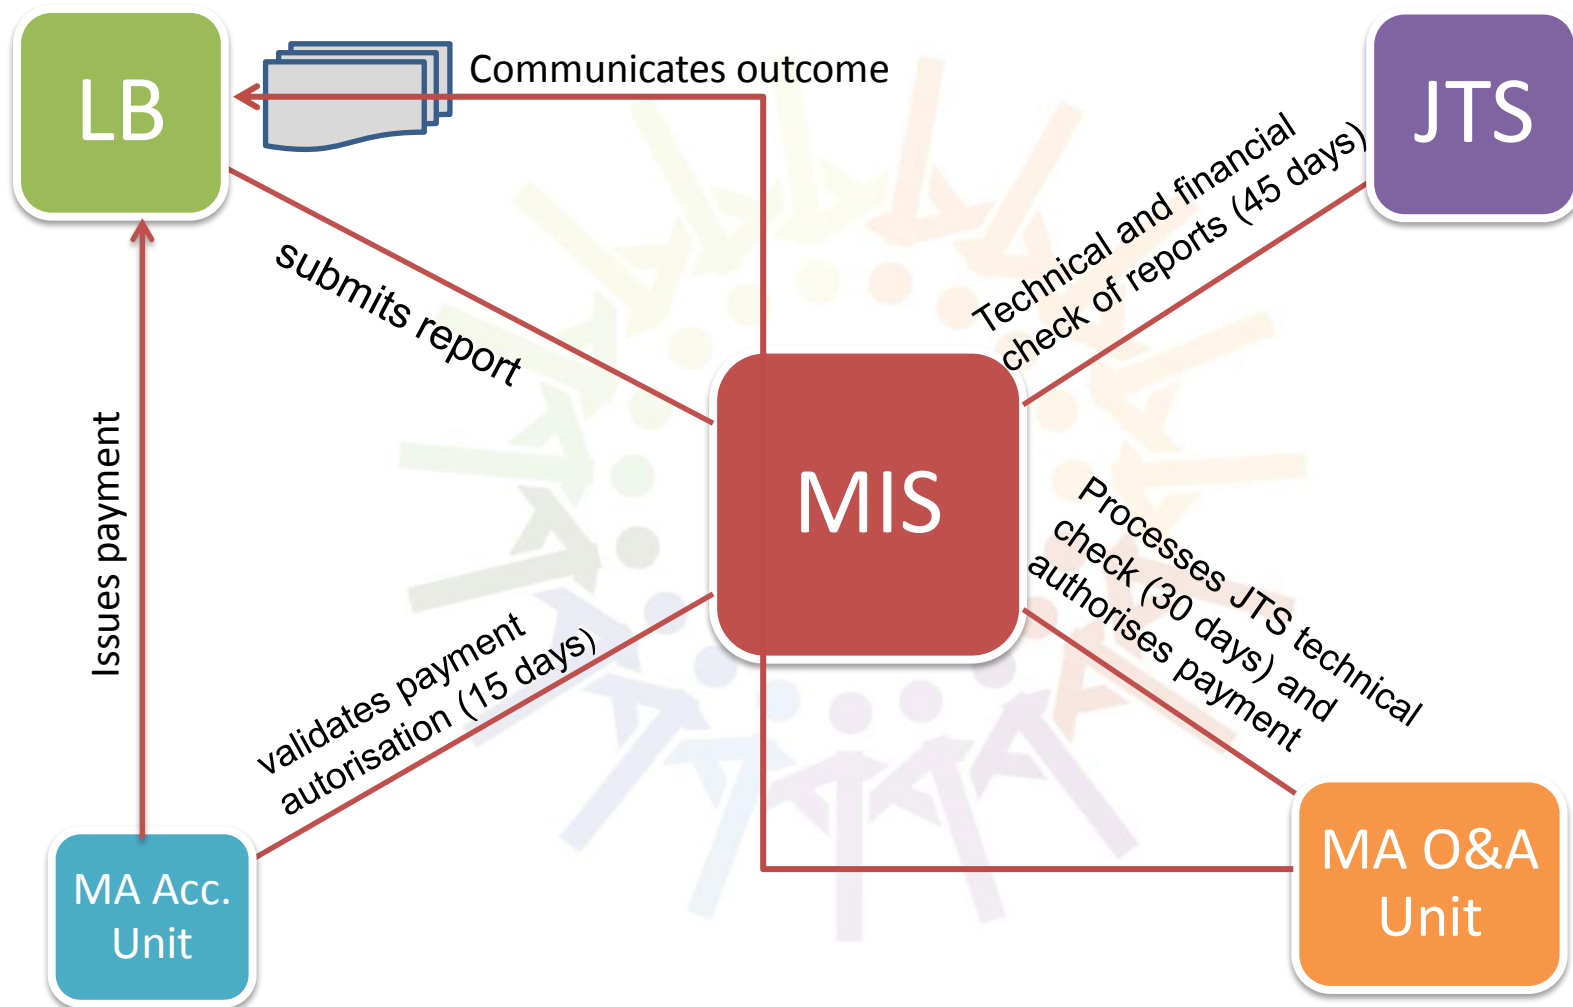 LB
Communicates outcome
JTS
Technical and financial
check of reports (45 days)
submits report
MIS
Issues payment
validates payment
autorisation (15 days)
Processes JTS technical
check (30 days) and
authorises payment
MA Acc.
Unit
MA O&A
Unit